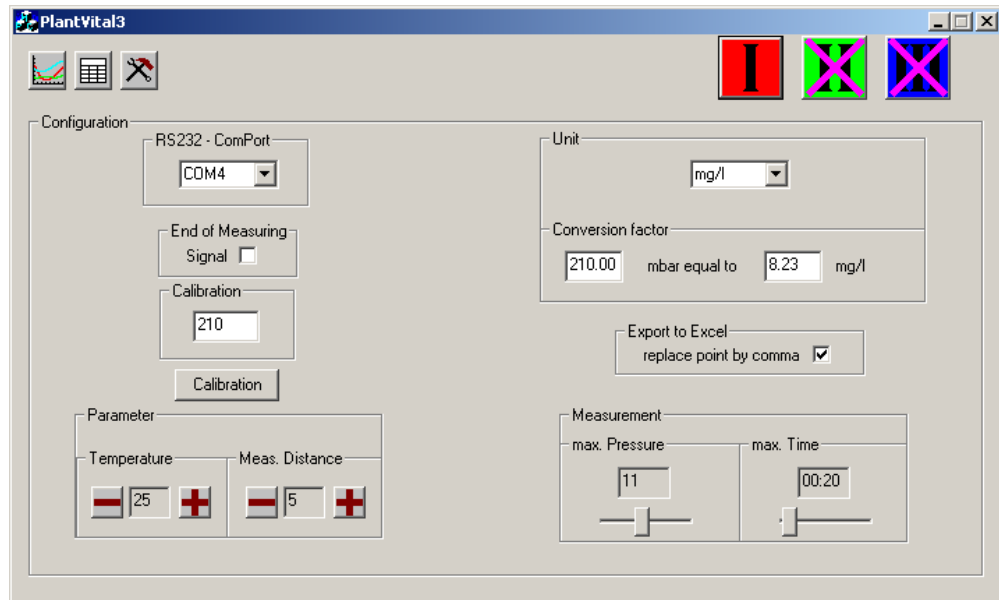 PlantVital3
I
II
III
Configuration
RS232 - ComPort
COM4
End of Measuring
Signal
Calibration
210
Calibration
Parameter
Temperature
25
Meas. Distance
5
Unit
mg/l
Conversion factor
210.00 mbar equal to 8.23 mg/l
Export to Excel
replace point by comma
Measurement
max. Pressure
11
max. Time
00:20